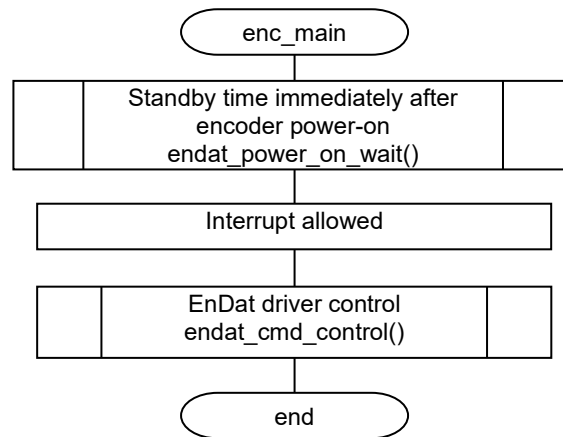 enc_main
Standby time immediately after
encoder power-on
endat_power_on_wait()
Interrupt allowed
EnDat driver control
endat_cmd_control()
end